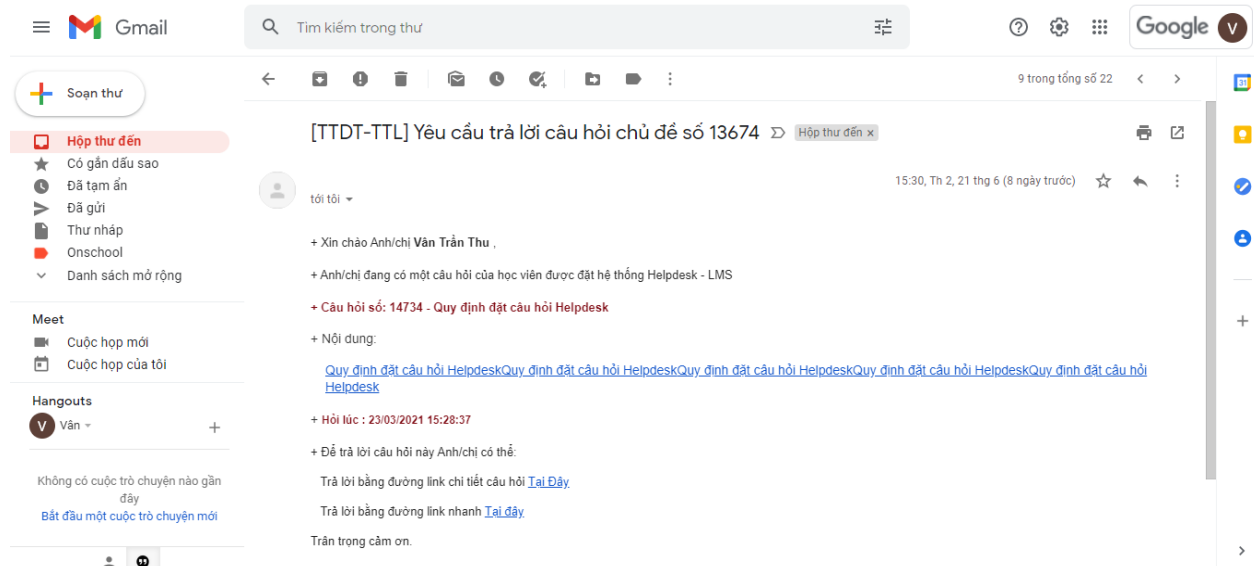 Gmail
Tìm kiếm trong thư
Google
V
Soạn thư
9 trong tổng số 22
31
Hộp thư đến
Có gắn dấu sao
Đã tạm ẩn
Đã gửi
Thư nháp
Onschool
Danh sách mở rộng
Meet
Cuộc họp mới
Cuộc họp của tôi
Hangouts
V
Vân
Không có cuộc trò chuyện nào gần
đây
Bắt đầu một cuộc trò chuyện mới
[TTDT-TTL] Yêu cầu trả lời câu hỏi chủ đề số 13674
Hộp thư đến x
15:30, Th 2, 21 thg 6 (8 ngày trước)
tới tôi
+ Xin chào Anh/chị Vân Trần Thu ,
+ Anh/chị đang có một câu hỏi của học viên được đặt hệ thống Helpdesk - LMS
+ Câu hỏi số: 14734 - Quy định đặt câu hỏi Helpdesk
+ Nội dung:
Quy định đặt câu hỏi HelpdeskQuy định đặt câu hỏi HelpdeskQuy định đặt câu hỏi HelpdeskQuy định đặt câu hỏi HelpdeskQuy định đặt câu hỏi
Helpdesk
+ Hỏi lúc : 23/03/2021 15:28:37
+ Để trả lời câu hỏi này Anh/chị có thể:
Trả lời bằng đường link chi tiết câu hỏi Tại Đây
Trả lời bằng đường link nhanh Tại đây
Trân trọng cảm ơn.